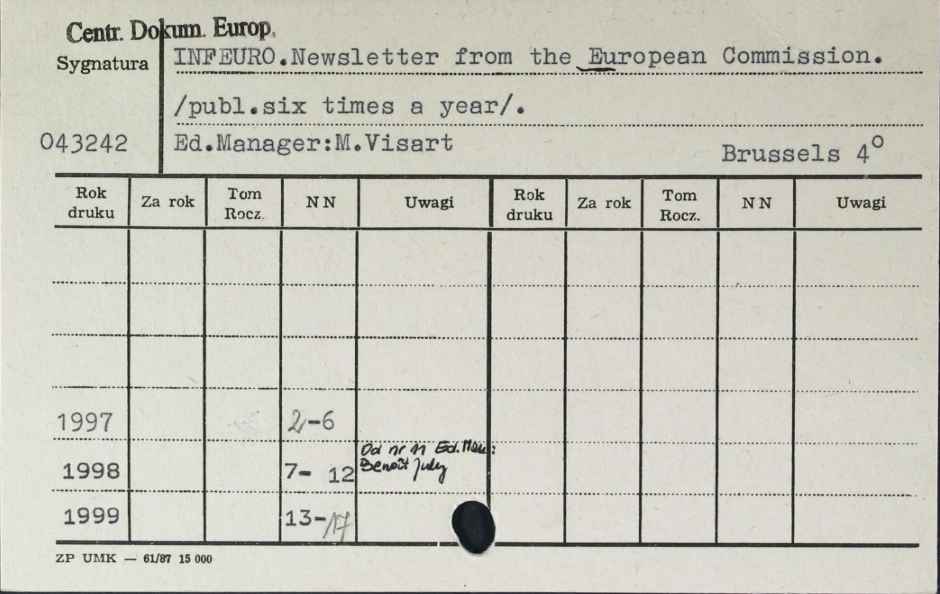 Centr. Dokum. Europ.
Sygnatura
INFEURO.Newsletter from the European Commission.
/publ.six times a year/.
043242
Ed.Manager:M.Visart
Brussels 4°
Rok druku Za rok Tom Rocz. NN Uwagi Rok druku Za rok Tom Rocz. NN Uwagi
1997 2-6
1998 7- 12 Od nr 11 Ed.Man.: Benoît July
1999 13-17
ZP UMK — 61/87 15 000